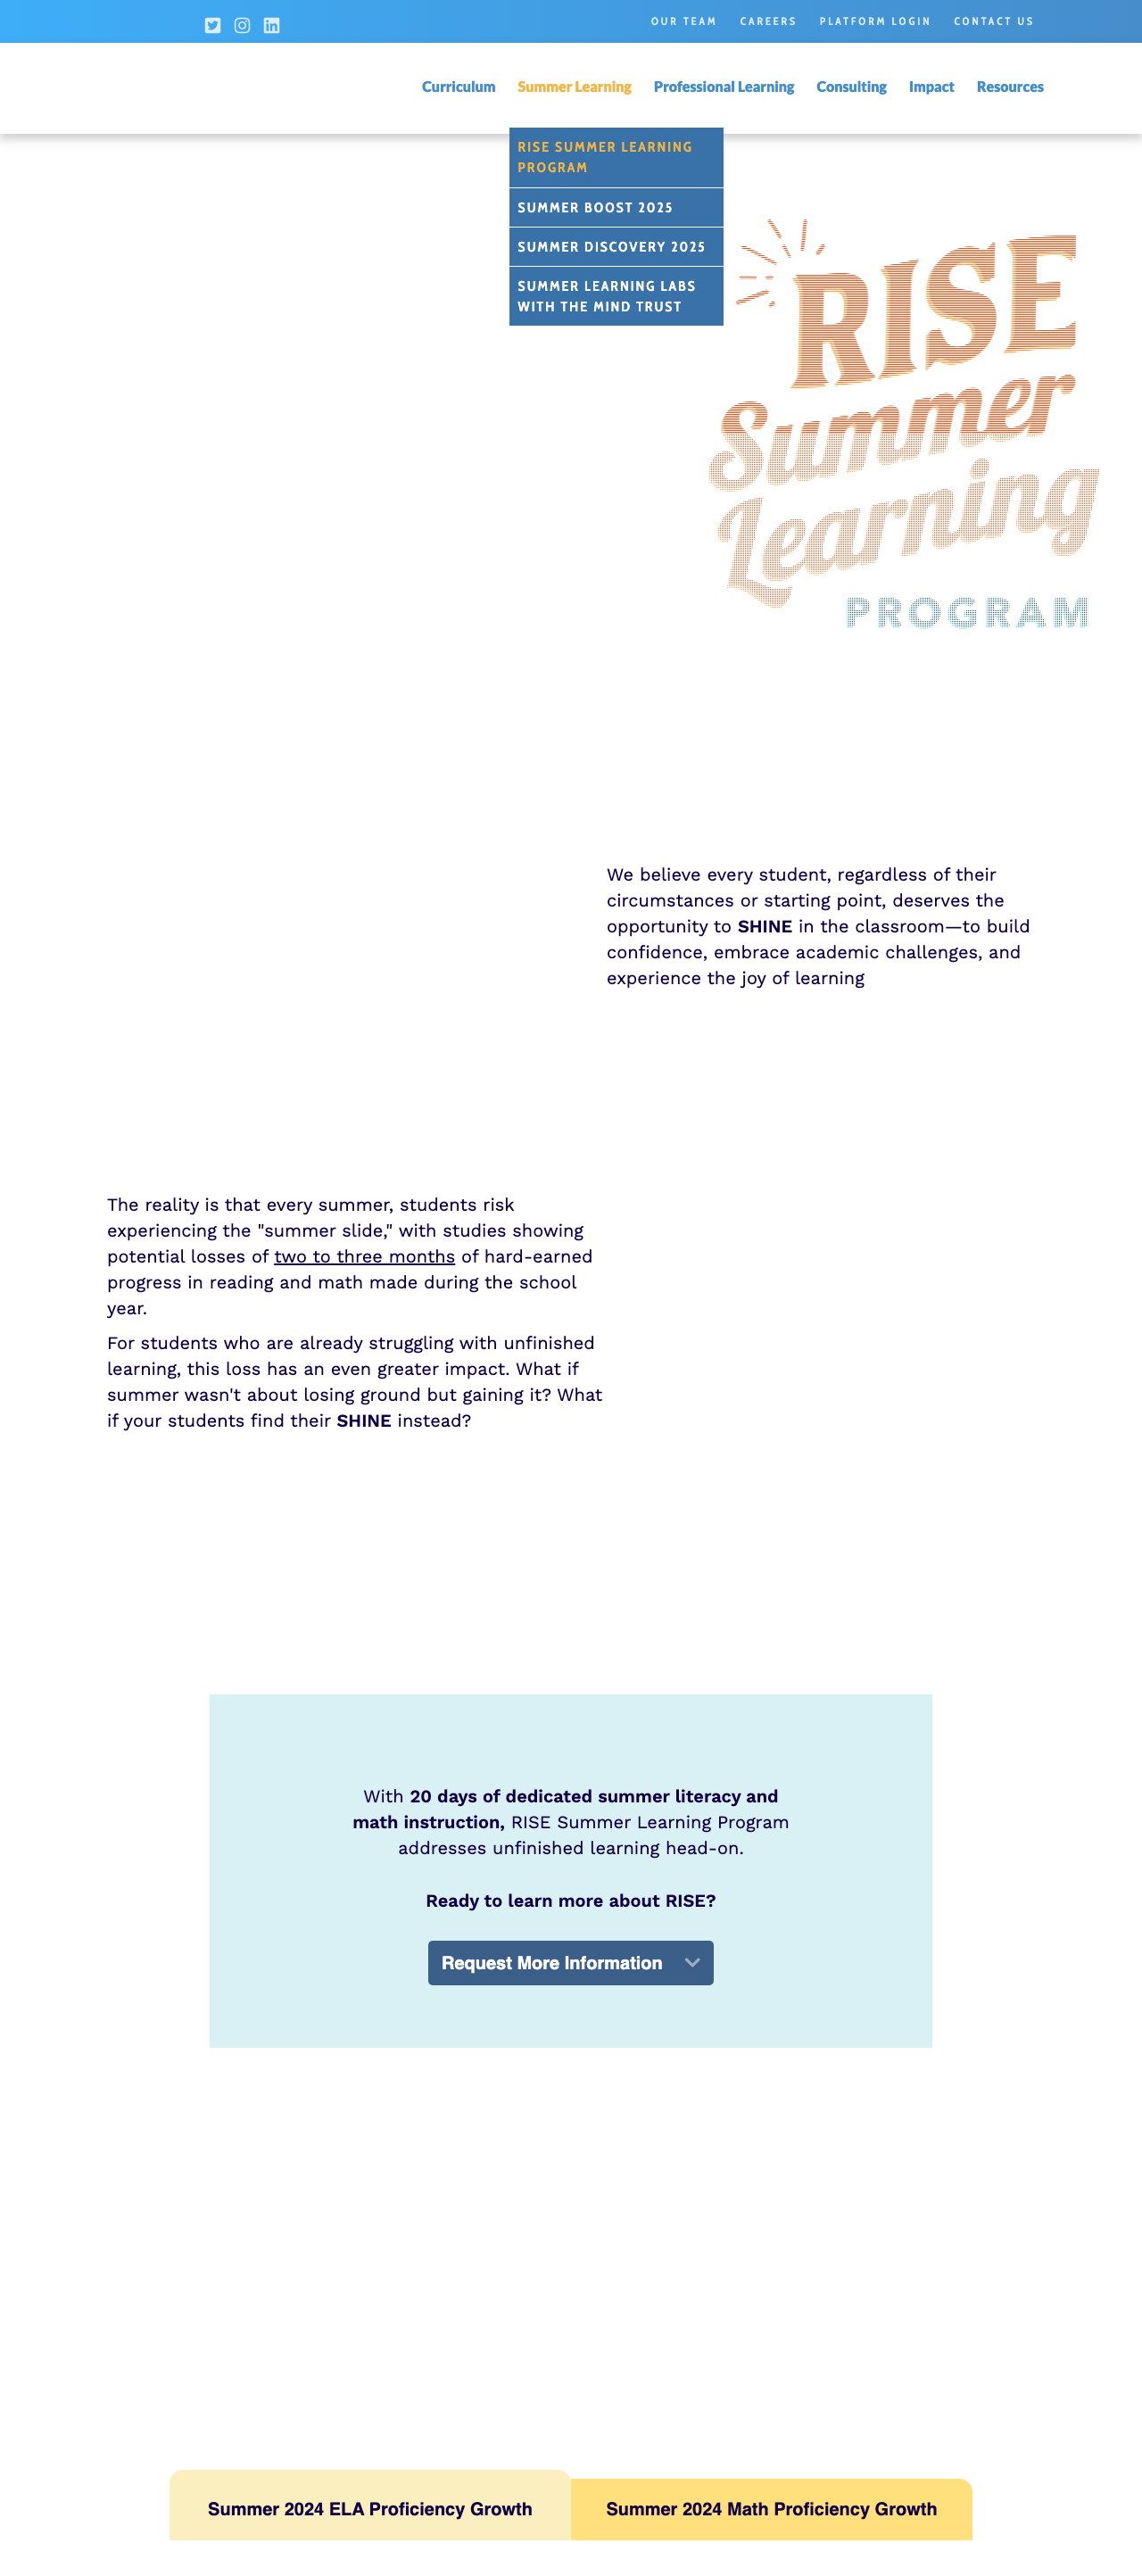 OUR TEAM CAREERS PLATFORM LOGIN CONTACT US
Curriculum Summer Learning Professional Learning Consulting Impact Resources
RISE SUMMER LEARNING
PROGRAM
SUMMER BOOST 2025
SUMMER DISCOVERY 2025
SUMMER LEARNING LABS
WITH THE MIND TRUST
RISE
Summer
Learning
PROGRAM
We believe every student, regardless of their
circumstances or starting point, deserves the
opportunity to SHINE in the classroom—to build
confidence, embrace academic challenges, and
experience the joy of learning
The reality is that every summer, students risk
experiencing the "summer slide," with studies showing
potential losses of two to three months of hard-earned
progress in reading and math made during the school
year.
For students who are already struggling with unfinished
learning, this loss has an even greater impact. What if
summer wasn't about losing ground but gaining it? What
if your students find their SHINE instead?
With 20 days of dedicated summer literacy and
math instruction, RISE Summer Learning Program
addresses unfinished learning head-on.
Ready to learn more about RISE?
Request More Information
Summer 2024 ELA Proficiency Growth
Summer 2024 Math Proficiency Growth